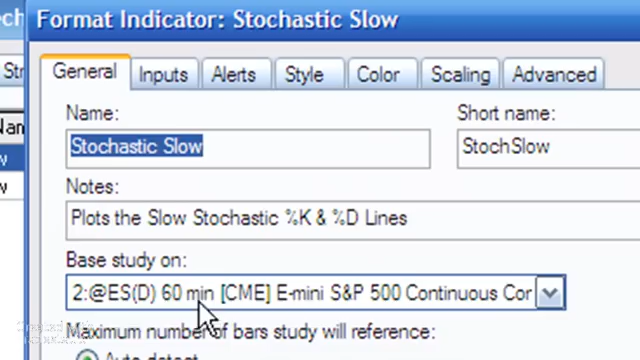 Format Indicator: Stochastic Slow
General Inputs Alerts Style Color Scaling Advanced
Name:
Short name:
Stochastic Slow
StochSlow
Notes:
Plots the Slow Stochastic %K & %D Lines
Base study on:
2:@ES(D) 60 min [CME] E-mini S&P 500 Continuous Cor
Maximum number of bars study will reference:
Auto detect